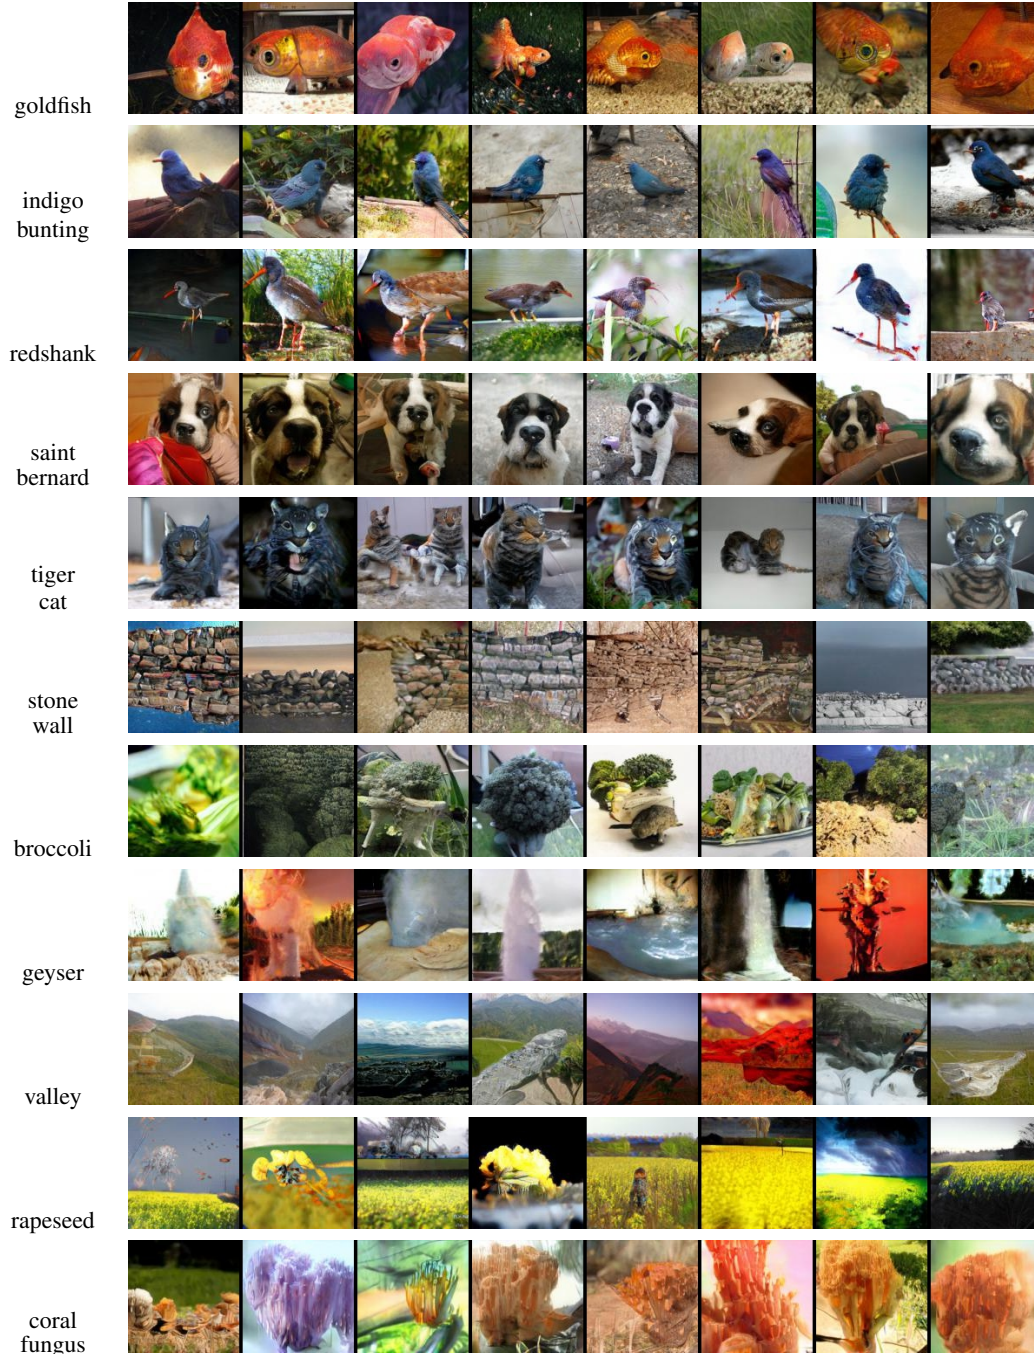 goldfish
indigo
bunting
redshank
saint
bernard
tiger
cat
stone
wall
broccoli
geyser
valley
rapeseed
coral
fungus